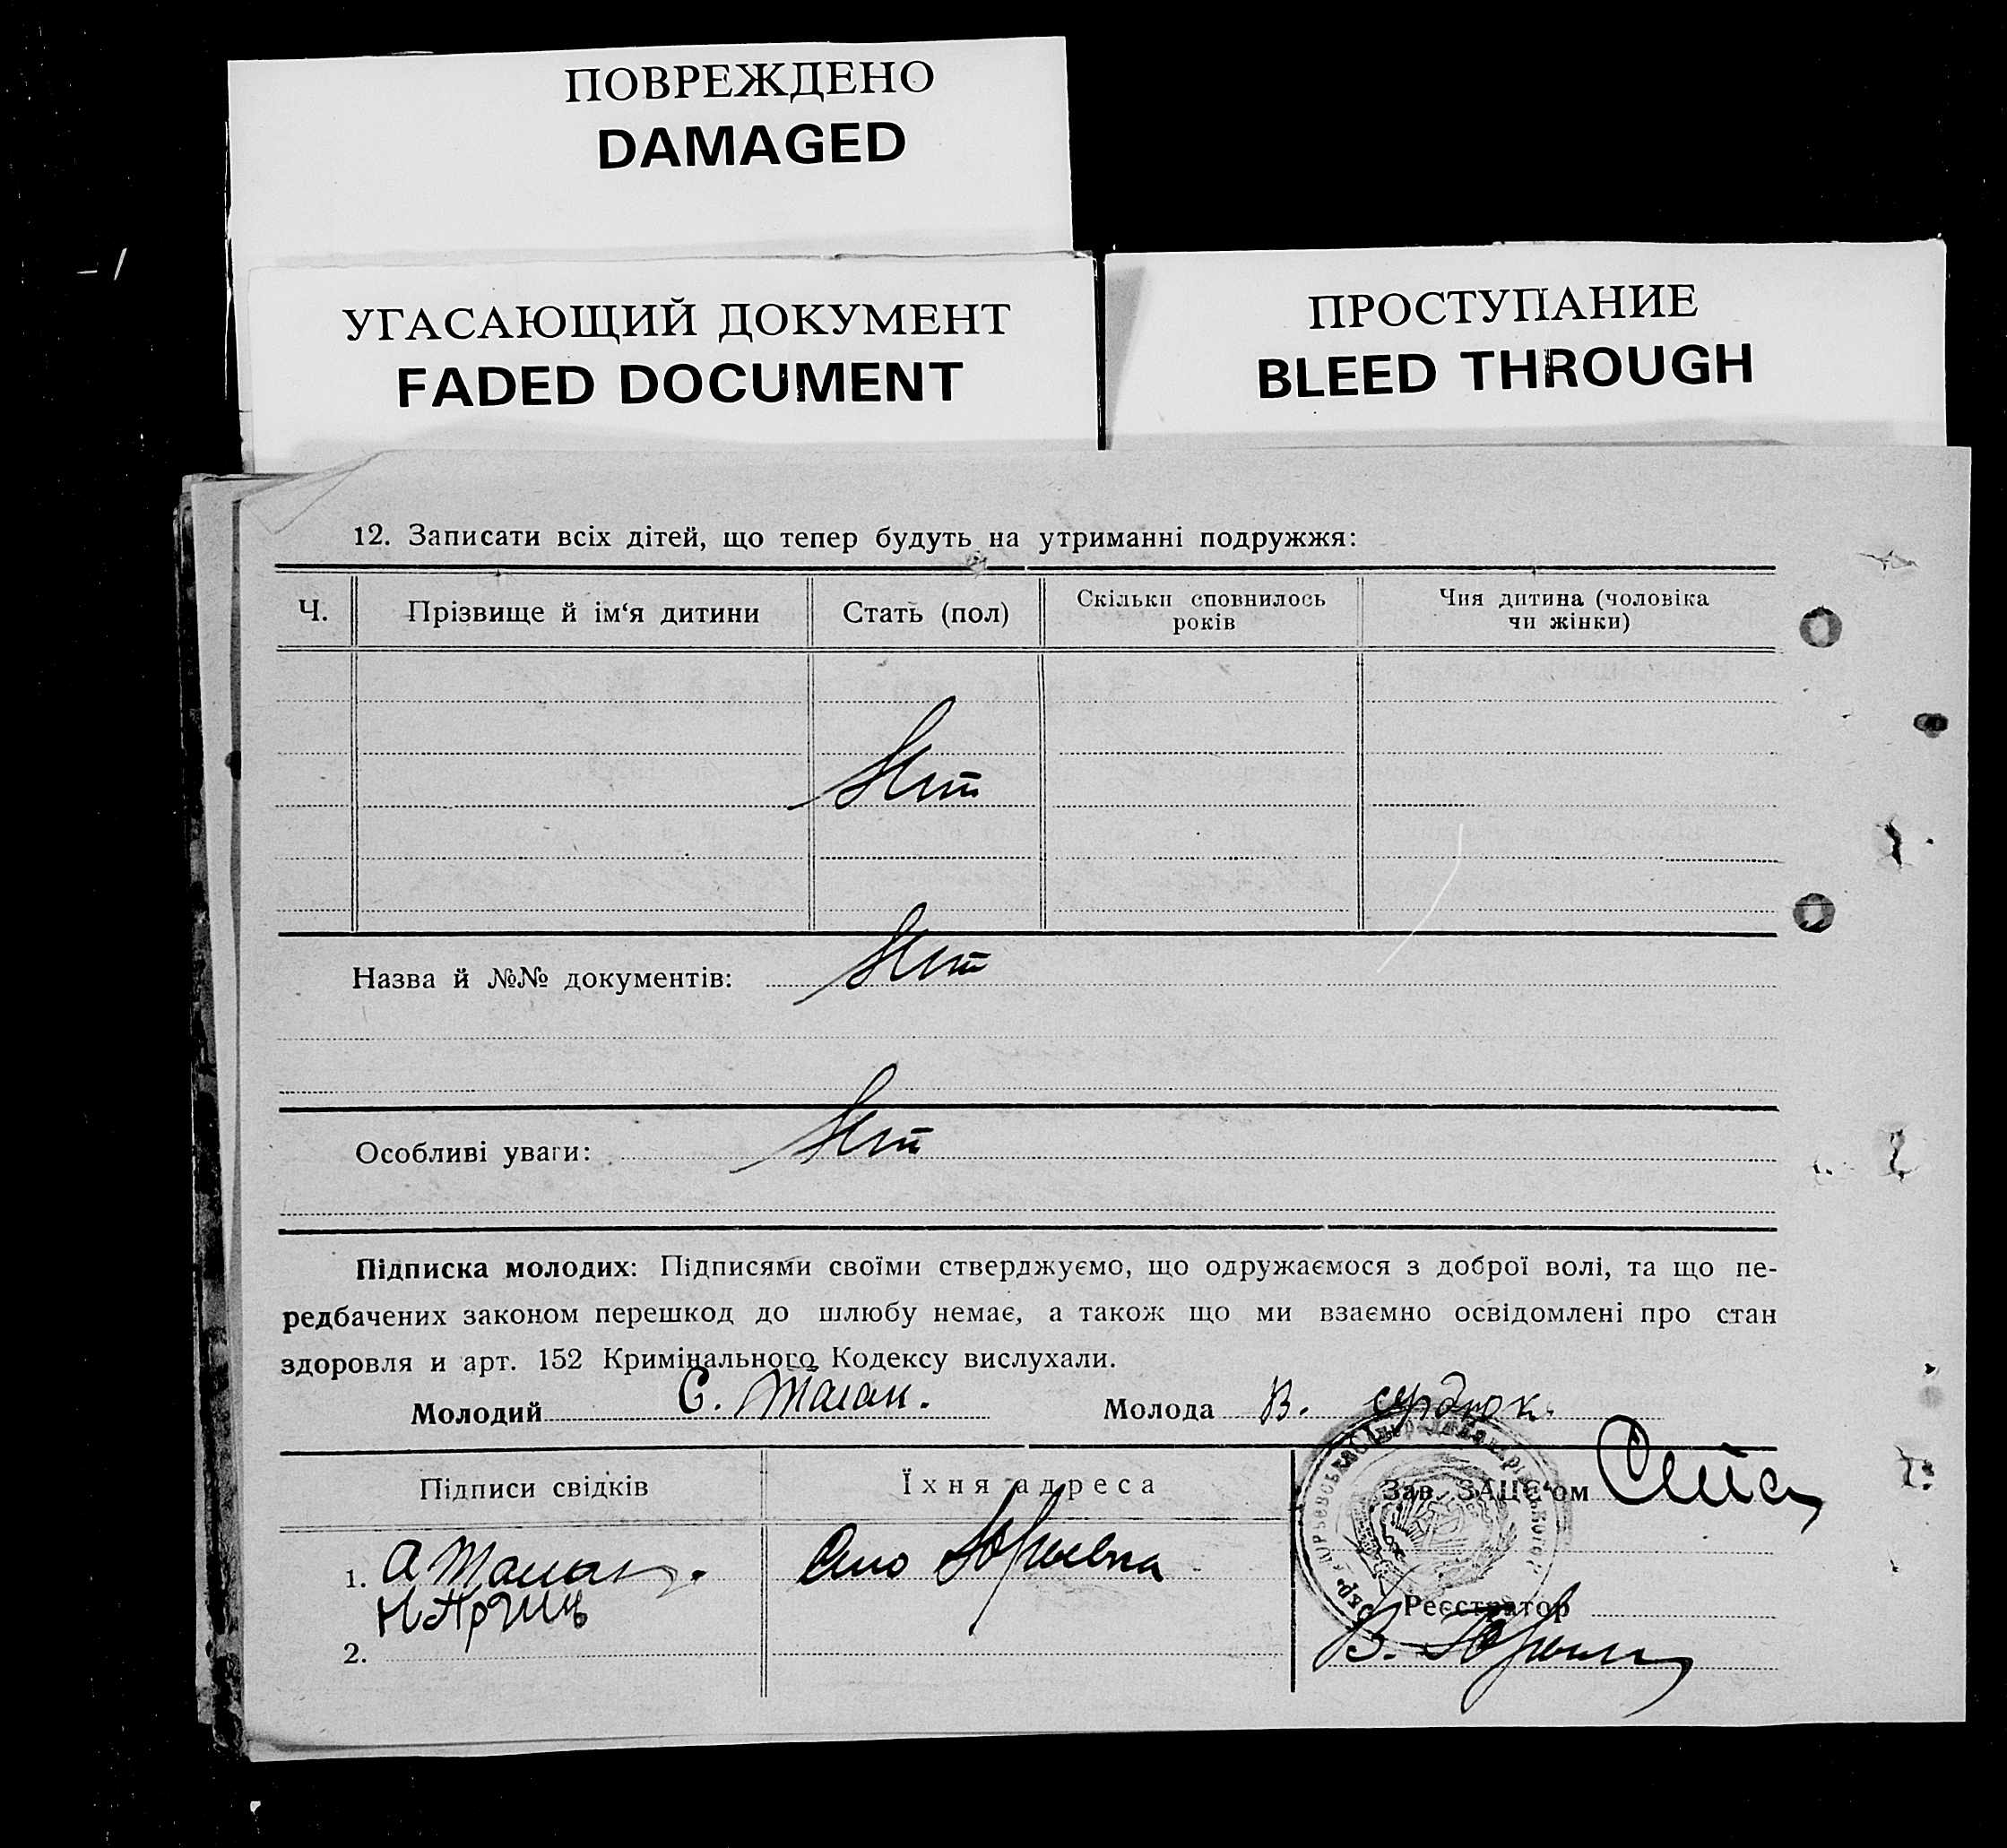 ПОВРЕЖДЕНО
DAMAGED
УГАСАЮЩИЙ ДОКУМЕНТ
FADED DOCUMENT
ПРОСТУПАНИЕ
BLEED THROUGH
12. Записати всіх дітей, що тепер будуть на утриманні подружжя:
Ч. Прізвище й ім‘я дитини Стать (пол) Скільки сповнилось років Чия дитина (чоловіка чи жінки)
Нет
Назва й №№ документів: Нет
Особливі уваги: Нет
Підписка молодих: Підписями своїми стверджуємо, що одружаємося з доброї волі, та що пе-
редбачених законом перешкод до шлюбу немає, а також що ми взаємно освідомлені про стан
здоровля и арт. 152 Кримінального Кодексу вислухали.
Молодий С. Молода В. сердюк.
Підписи свідків Їхня адреса Зав. ЗАЦС‘ом
1. А Село Юрьевка
Реєстратор
2. В.